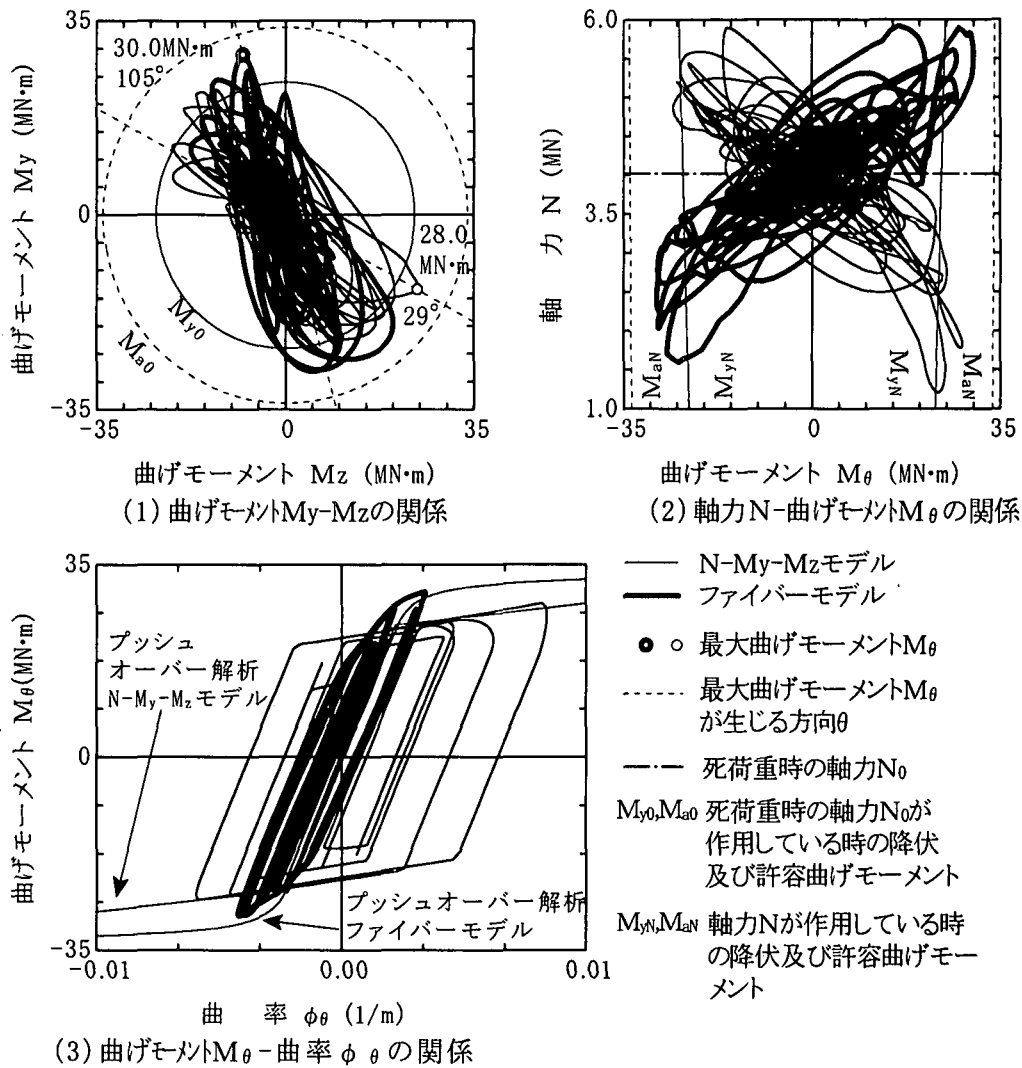 35
30.0MN·m
105°
0
28.0
MN·m
29°
My0
Ma0
-35
-35
0
35
曲げモーメント My (MN·m)
曲げモーメント Mz (MN·m)
(1) 曲げモーメントMy-Mzの関係
6.0
3.5
1.0
MaN
MyN
MyN
MaN
-35
0
35
軸 力 N (MN)
曲げモーメント Mθ (MN·m)
(2) 軸力N-曲げモーメントMθの関係
35
プッシュ
オーバー解析
N-My-Mzモデル
0
プッシュオーバー解析
ファイバーモデル
-35
-0.01
0.00
0.01
曲げモーメント Mθ(MN·m)
曲 率 φθ (1/m)
(3) 曲げモーメントMθ-曲率φθの関係
N-My-Mzモデル
ファイバーモデル
最大曲げモーメントMθ
最大曲げモーメントMθ
が生じる方向θ
死荷重時の軸力N0
My0,Ma0 死荷重時の軸力N0が
作用している時の降伏
及び許容曲げモーメント
MyN,MaN 軸力Nが作用している時
の降伏及び許容曲げモー
メント